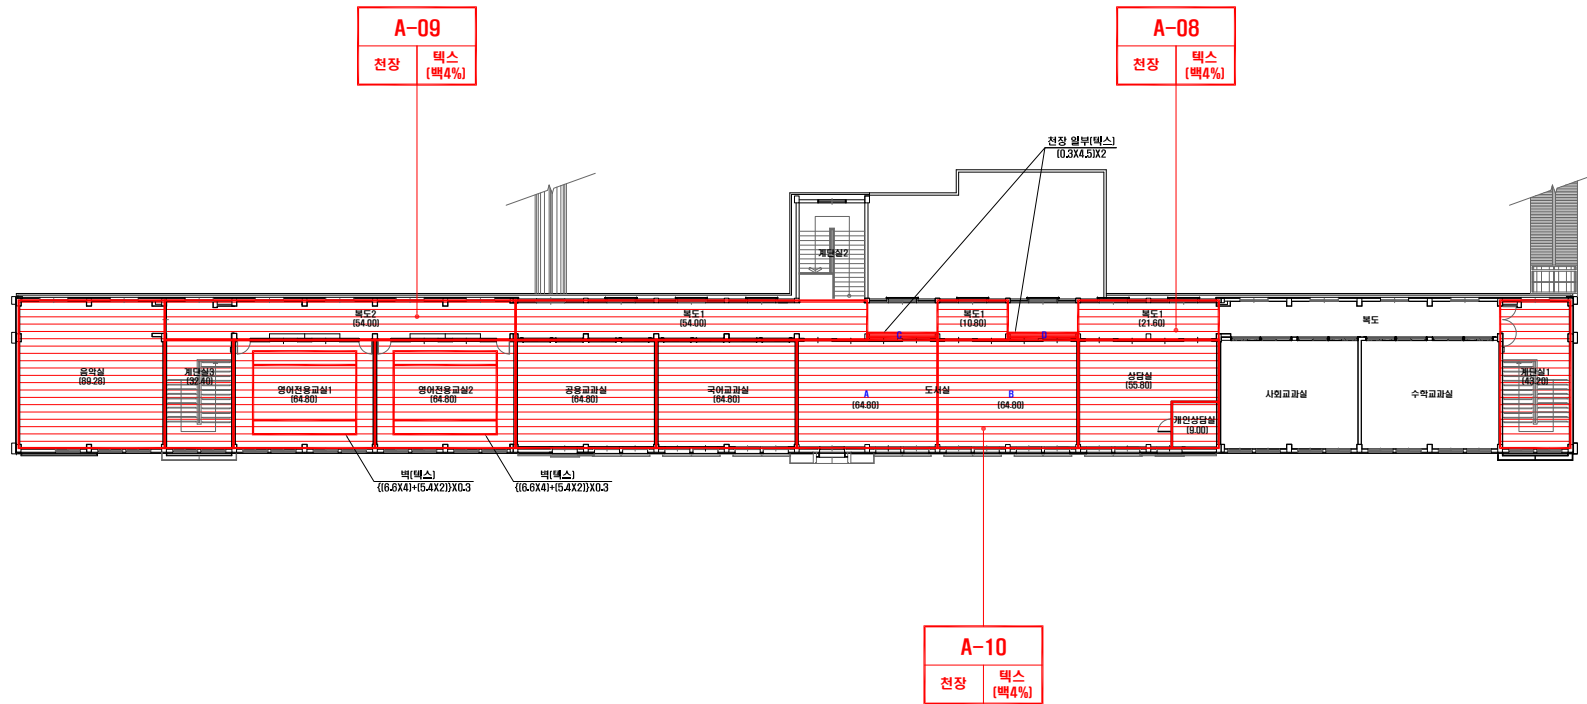 A-09
천장
텍스
(백4%)
A-08
천장
텍스
(백4%)
천장 일부(텍스)
(0.3X4.5)X2
계단실2
복도2
(54.00)
복도1
(54.00)
복도1
(10.80)
복도1
(21.60)
복도
C
D
음악실
(89.28)
계단실3
(32.40)
영어전용교실1
(64.80)
영어전용교실2
(64.80)
공용교과실
(64.80)
국어교과실
(64.80)
도서실
A
(64.80)
B
(64.80)
상담실
(55.80)
개인상담실
(9.00)
사회교과실
수학교과실
계단실1
(43.20)
벽(텍스)
{(6.6X4)+(5.4X2)}X0.3
벽(텍스)
{(6.6X4)+(5.4X2)}X0.3
A-10
천장
텍스
(백4%)